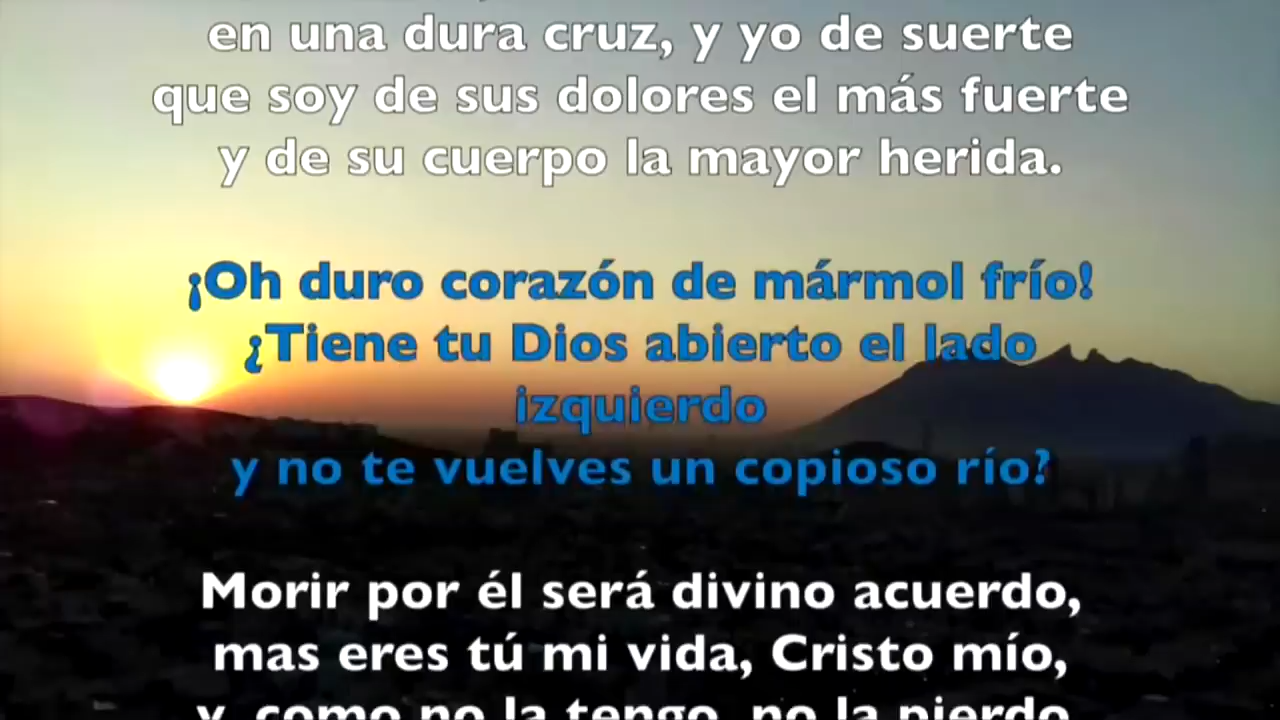 en una dura cruz, y yo de suerte
que soy de sus dolores el más fuerte
y de su cuerpo la mayor herida.
¡Oh duro corazón de mármol frío!
¿Tiene tu Dios abierto el lado
izquierdo
y no te vuelves un copioso río?
Morir por él será divino acuerdo,
mas eres tú mi vida, Cristo mío,
y, como no la tengo, no la pierdo.